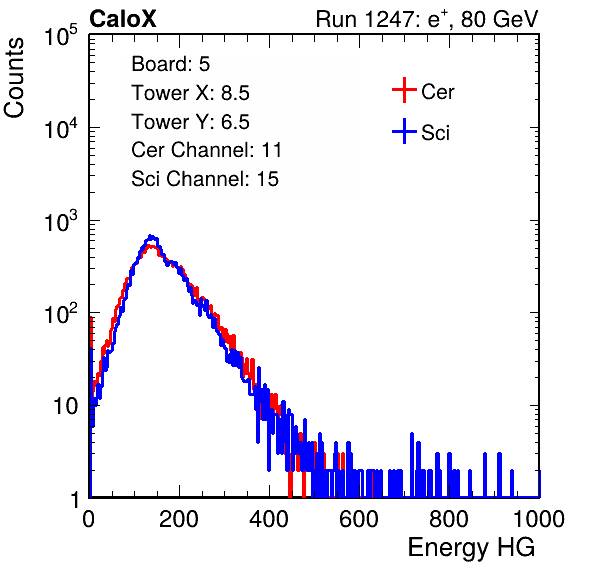 CaloX Run 1247: e⁺, 80 GeV
Counts
10⁵
10⁴
10³
10²
10
1
Board: 5
Tower X: 8.5
Tower Y: 6.5
Cer Channel: 11
Sci Channel: 15
Cer
Sci
0 200 400 600 800 1000
Energy HG